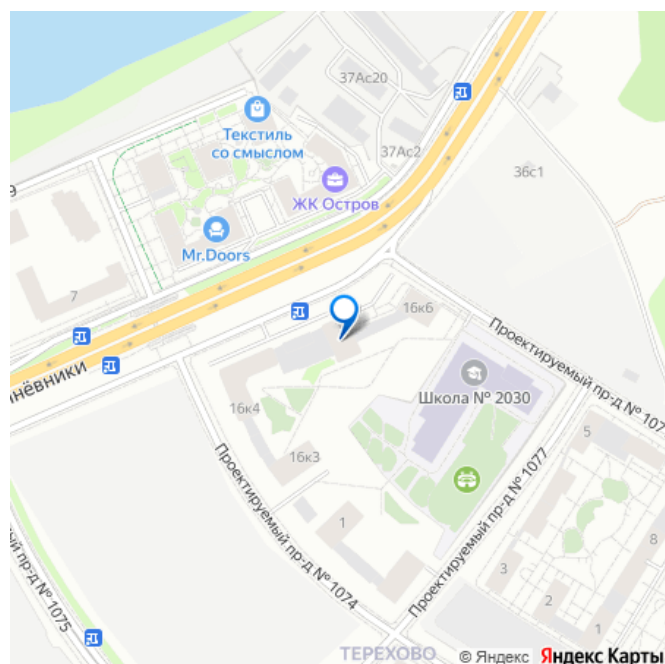 37Ас20
Текстиль
со смыслом
37Ас2
36с1
ЖК Остров
Mr.Doors
7
16к6
Проектируемый пр-д № 107
Школа № 2030
нёвники
16к4
16к3
5
Проектируемый пр-д № 1077
Проектируемый пр-д № 1074
1
8
3
2
1
ый пр-д № 1075
ТЕРЕХОВО
© Яндекс Яндекс Карты